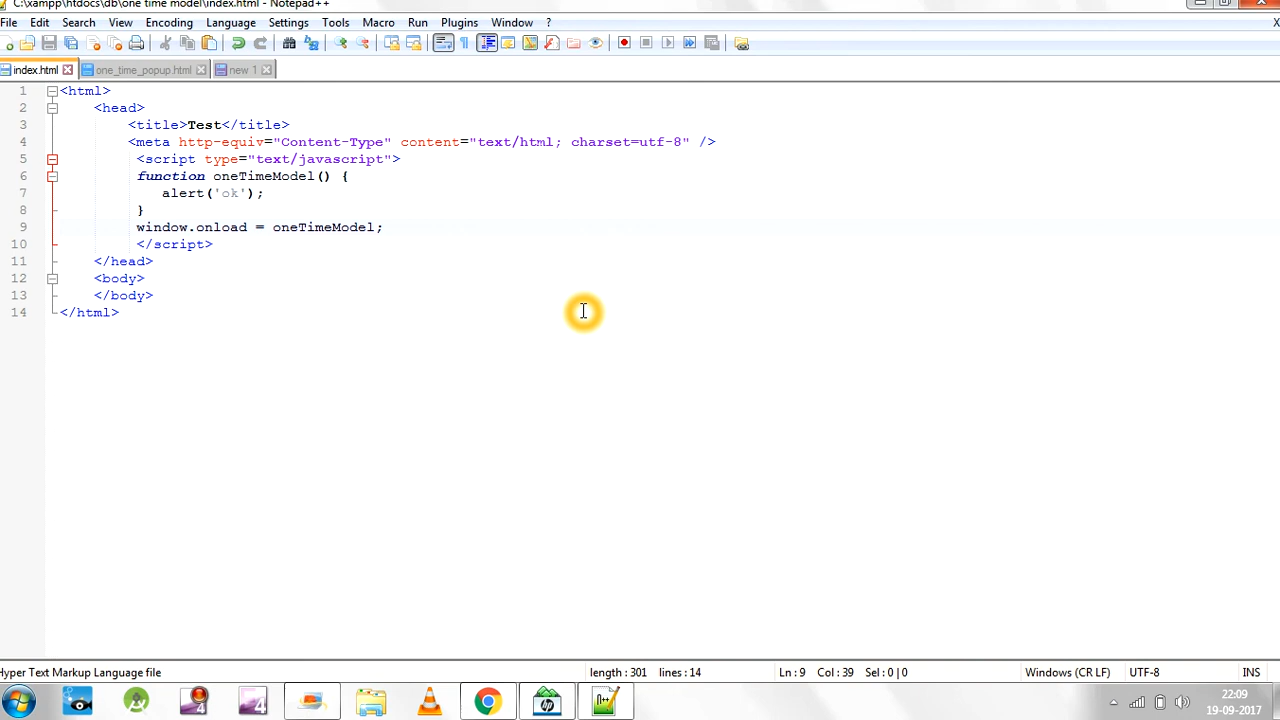 C:\xampp\htdocs\db\one time model\index.html - Notepad++
File Edit Search View Encoding Language Settings Tools Macro Run Plugins Window ? X
index.html one_time_popup.html new 1
1 <html>
2 <head>
3 <title>Test</title>
4 <meta http-equiv="Content-Type" content="text/html; charset=utf-8" />
5 <script type="text/javascript">
6 function oneTimeModel() {
7 alert('ok');
8 }
9 window.onload = oneTimeModel;
10 </script>
11 </head>
12 <body>
13 </body>
14 </html>
Hyper Text Markup Language file length : 301 lines : 14 Ln : 9 Col : 39 Sel : 0 | 0 Windows (CR LF) UTF-8 INS
22:09
19-09-2017